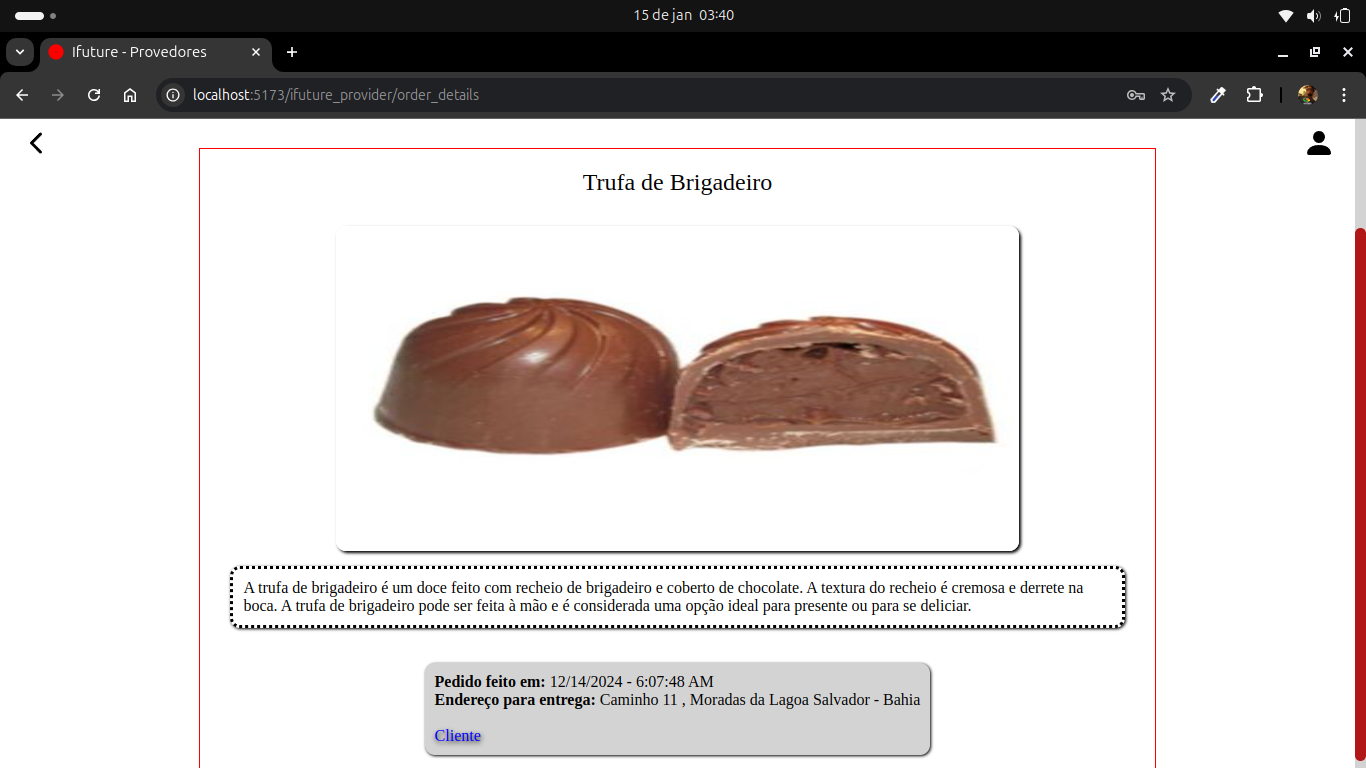 15 de jan 03:40
Ifuture - Provedores
localhost:5173/ifuture_provider/order_details
Trufa de Brigadeiro
A trufa de brigadeiro é um doce feito com recheio de brigadeiro e coberto de chocolate. A textura do recheio é cremosa e derrete na
boca. A trufa de brigadeiro pode ser feita à mão e é considerada uma opção ideal para presente ou para se deliciar.
Pedido feito em: 12/14/2024 - 6:07:48 AM
Endereço para entrega: Caminho 11 , Moradas da Lagoa Salvador - Bahia
Cliente